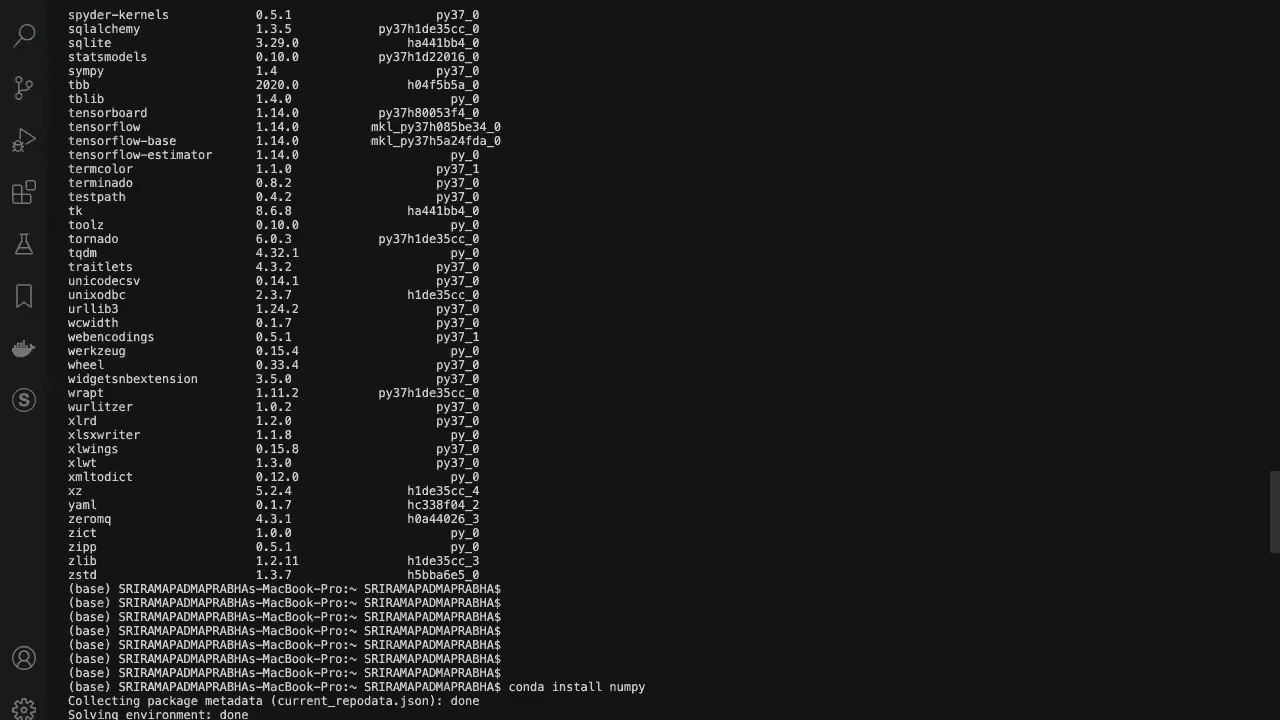 spyder-kernels 0.5.1 py37_0
sqlalchemy 1.3.5 py37h1de35cc_0
sqlite 3.29.0 ha441bb4_0
statsmodels 0.10.0 py37h1d22016_0
sympy 1.4 py37_0
tbb 2020.0 h04f5b5a_0
tblib 1.4.0 py_0
tensorboard 1.14.0 py37h80053f4_0
tensorflow 1.14.0 mkl_py37h085be34_0
tensorflow-base 1.14.0 mkl_py37h5a24fda_0
tensorflow-estimator 1.14.0 py_0
termcolor 1.1.0 py37_1
terminado 0.8.2 py37_0
testpath 0.4.2 py37_0
tk 8.6.8 ha441bb4_0
toolz 0.10.0 py_0
tornado 6.0.3 py37h1de35cc_0
tqdm 4.32.1 py_0
traitlets 4.3.2 py37_0
unicodecsv 0.14.1 py37_0
unixodbc 2.3.7 h1de35cc_0
urllib3 1.24.2 py37_0
wcwidth 0.1.7 py37_0
webencodings 0.5.1 py37_1
werkzeug 0.15.4 py_0
wheel 0.33.4 py37_0
widgetsnbextension 3.5.0 py37_0
wrapt 1.11.2 py37h1de35cc_0
wurlitzer 1.0.2 py37_0
xlrd 1.2.0 py37_0
xlsxwriter 1.1.8 py_0
xlwings 0.15.8 py37_0
xlwt 1.3.0 py37_0
xmltodict 0.12.0 py_0
xz 5.2.4 h1de35cc_4
yaml 0.1.7 hc338f04_2
zeromq 4.3.1 h0a44026_3
zict 1.0.0 py_0
zipp 0.5.1 py_0
zlib 1.2.11 h1de35cc_3
zstd 1.3.7 h5bba6e5_0
(base) SRIRAMAPADMAPRABHAs-MacBook-Pro:~ SRIRAMAPADMAPRABHA$
(base) SRIRAMAPADMAPRABHAs-MacBook-Pro:~ SRIRAMAPADMAPRABHA$
(base) SRIRAMAPADMAPRABHAs-MacBook-Pro:~ SRIRAMAPADMAPRABHA$
(base) SRIRAMAPADMAPRABHAs-MacBook-Pro:~ SRIRAMAPADMAPRABHA$
(base) SRIRAMAPADMAPRABHAs-MacBook-Pro:~ SRIRAMAPADMAPRABHA$
(base) SRIRAMAPADMAPRABHAs-MacBook-Pro:~ SRIRAMAPADMAPRABHA$
(base) SRIRAMAPADMAPRABHAs-MacBook-Pro:~ SRIRAMAPADMAPRABHA$
(base) SRIRAMAPADMAPRABHAs-MacBook-Pro:~ SRIRAMAPADMAPRABHA$ conda install numpy
Collecting package metadata (current_repodata.json): done
Solving environment: done